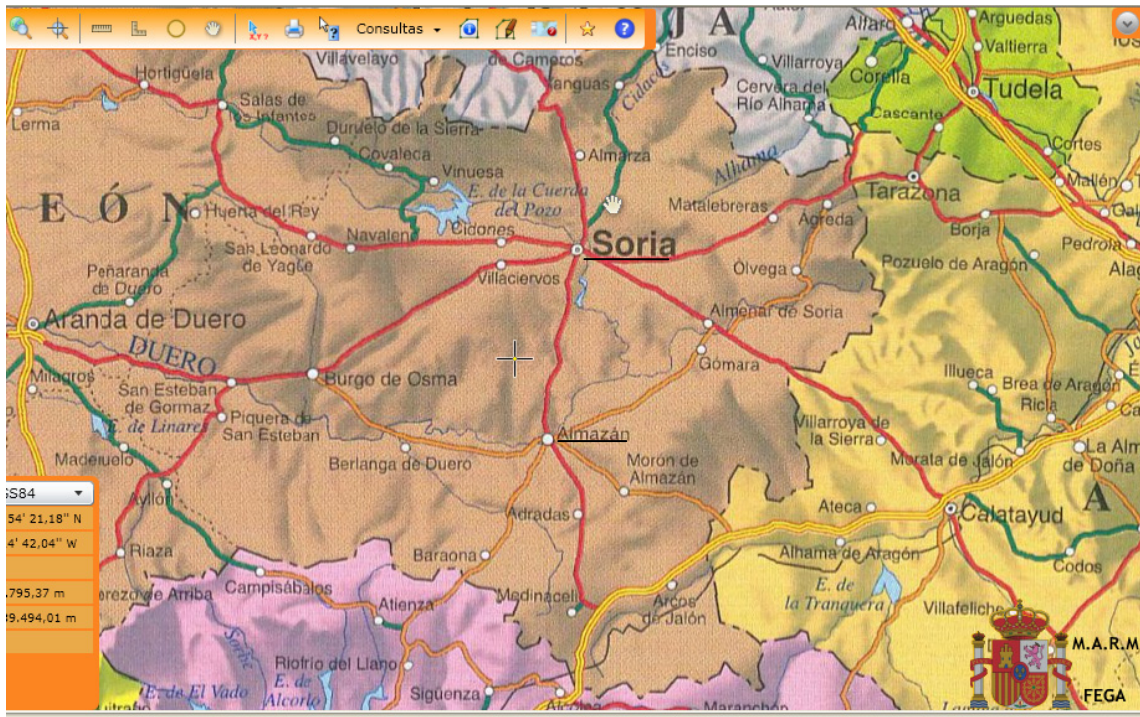 Consultas
J A
Alfaro
Arguedas
Valtierra
Villavelayo
de Cameros
Yanguas
Enciso
Cidacos
Villarroya
Corella
Cervera del
Río Alhama
Cascante
Tudela
Hortigüela
Salas de
los Infantes
Lerma
Duruelo de la Sierra
Covaleda
Vinuesa
Almarza
Alhama
Cortes
Mallén
E. de la Cuerda
del Pozo
Tarazona
Matalebreras
Agreda
Borja
E Ó N
Huerta del Rey
San Leonardo
de Yagüe
Navaleno
Cidones
Soria
Villaciervos
Ólvega
Pozuelo de Aragón
Pedrola
Peñaranda
de Duero
Aranda de Duero
Almenar de Soria
DUERO
Gómara
Milagros
Burgo de Osma
San Esteban
de Gormaz
Piquera de
San Esteban
E. de Linares
Illueca
Brea de Aragón
Ricla
Almazán
Villarroya de
la Sierra
Maderuelo
Berlanga de Duero
Morón de
Almazán
Morata de Jalón
La Alm
de Doña
SS84
Ayllón
54' 21,18'' N
4' 42,04'' W
.795,37 m
39.494,01 m
Adradas
Ateca
Calatayud
A
Riaza
Baraona
Alhama de Aragón
Codos
Campisábalos
Atienza
Medinaceli
Arcos
de Jalón
E. de
la Tranquera
Villafeliche
M.A.R.M
Riofrío del Llano
E. de El Vado
E. de
Alcorlo
Sigüenza
Maranchón
FEGA